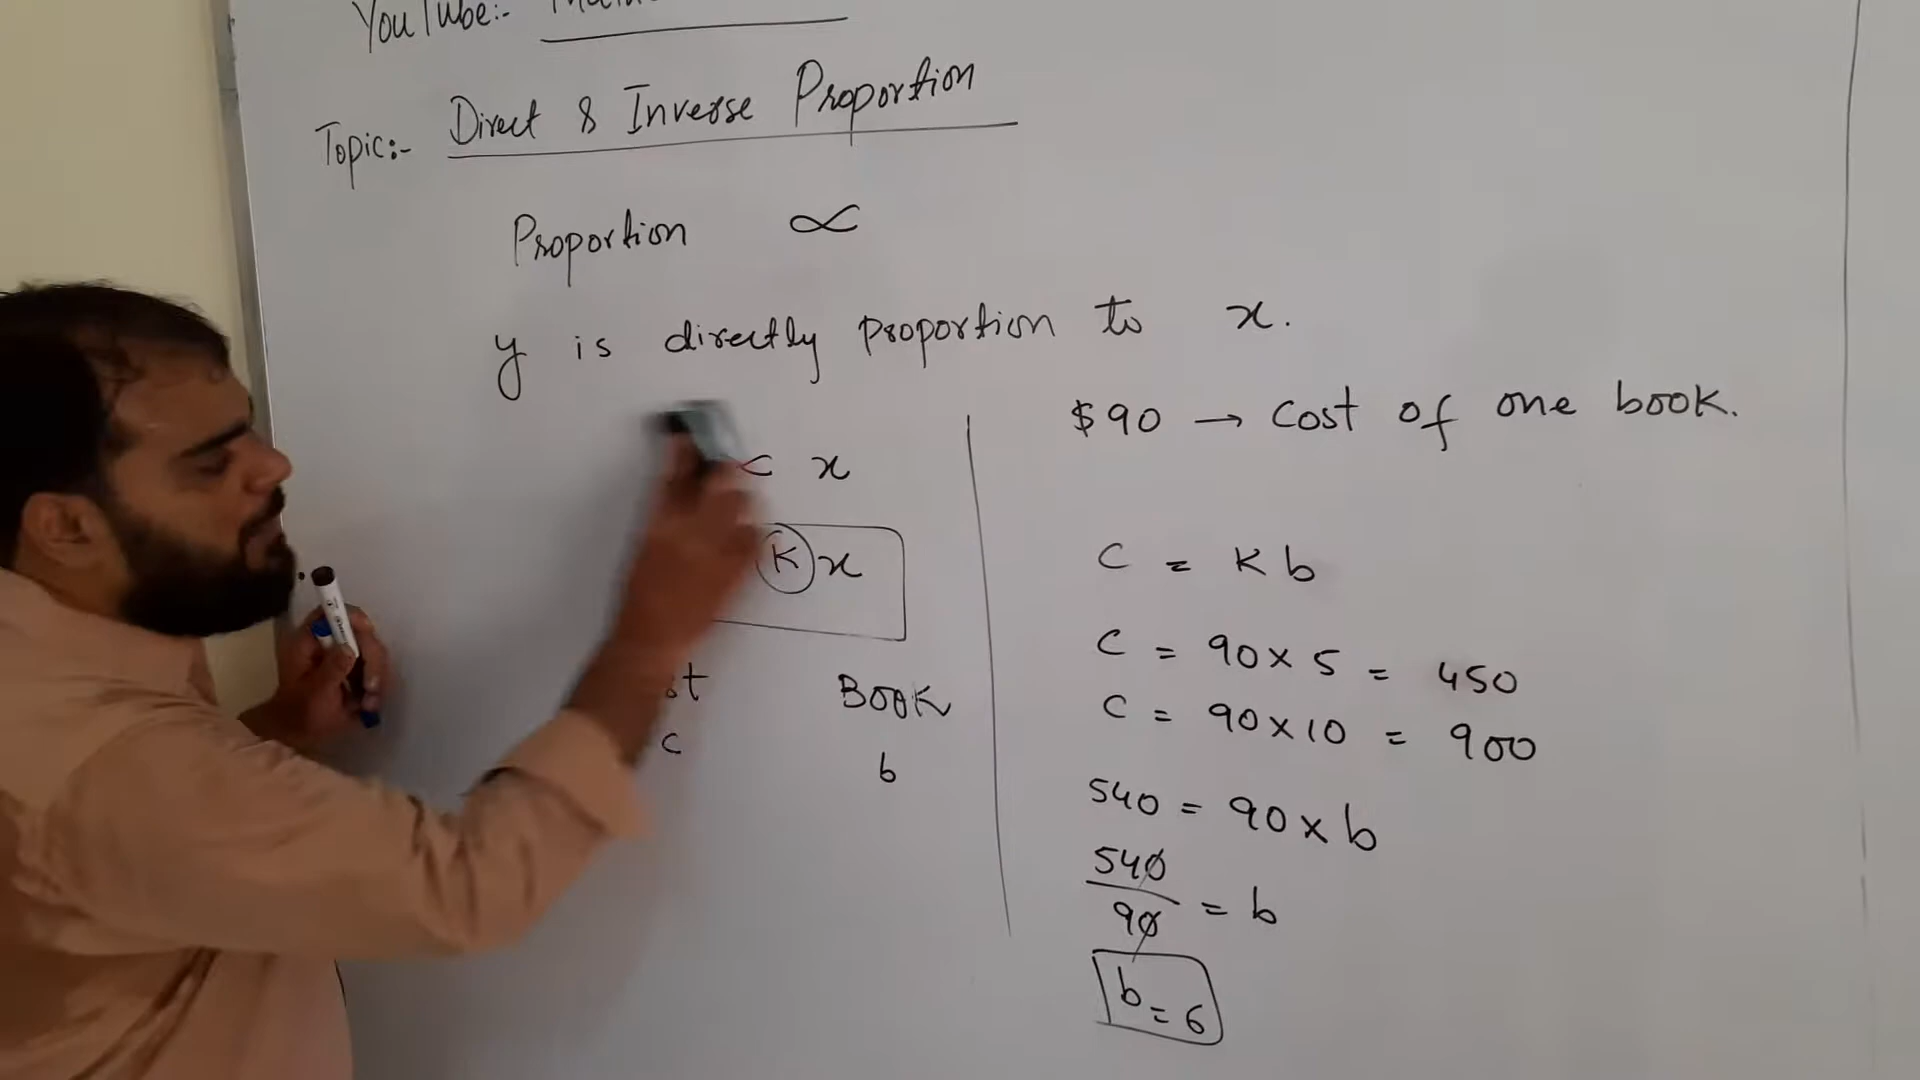 YouTube:-
Topic:- Direct & Inverse Proportion
Proportion ∝
y is directly proportion to x.
x
K x
BOOK
c b
$90 → Cost of one book.
C = K b
C = 90 x 5 = 450
C = 90 x 10 = 900
540 = 90 x b
540
90 = b
b = 6